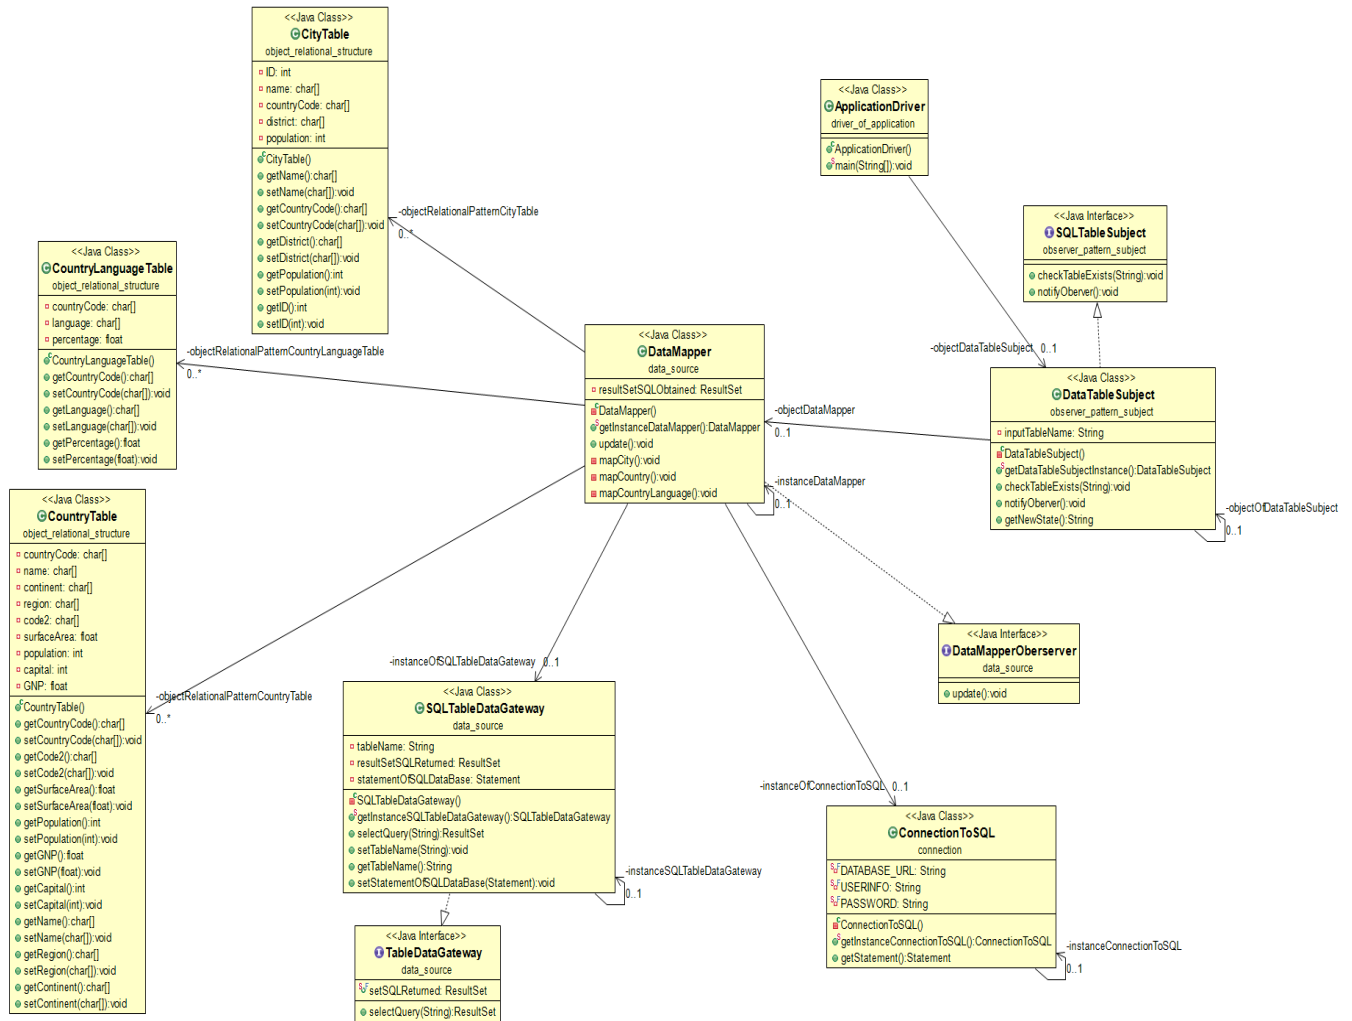 <<Java Class>>
CityTable
object_relational_structure
ID: int
name: char[]
countryCode: char[]
district: char[]
population: int
CityTable()
getName():char[]
setName(char[]):void
getCountryCode():char[]
setCountryCode(char[]):void
getDistrict():char[]
setDistrict(char[]):void
getPopulation():int
setPopulation(int):void
getID():int
setID(int):void
-objectRelationalPatternCityTable
0..*
<<Java Class>>
ApplicationDriver
driver_of_application
ApplicationDriver()
main(String[]):void
<<Java Interface>>
SQLTableSubject
observer_pattern_subject
checkTableExists(String):void
notifyOberver():void
<<Java Class>>
CountryLanguageTable
object_relational_structure
countryCode: char[]
language: char[]
percentage: float
CountryLanguageTable()
getCountryCode():char[]
setCountryCode(char[]):void
getLanguage():char[]
setLanguage(char[]):void
getPercentage():float
setPercentage(float):void
-objectRelationalPatternCountryLanguageTable
0..*
<<Java Class>>
DataMapper
data_source
resultSetSQLObtained: ResultSet
DataMapper()
getInstanceDataMapper():DataMapper
update():void
mapCity():void
mapCountry():void
mapCountryLanguage():void
-objectDataTableSubject 0..1
<<Java Class>>
DataTableSubject
observer_pattern_subject
inputTableName: String
DataTableSubject()
getDataTableSubjectInstance():DataTableSubject
checkTableExists(String):void
notifyOberver():void
getNewState():String
-objectDataMapper
0..1
-instanceDataMapper
0..1
-objectOfDataTableSubject
0..1
<<Java Class>>
CountryTable
object_relational_structure
countryCode: char[]
name: char[]
continent: char[]
region: char[]
code2: char[]
surfaceArea: float
population: int
capital: int
GNP: float
CountryTable()
getCountryCode():char[]
setCountryCode(char[]):void
getCode2():char[]
setCode2(char[]):void
getSurfaceArea():float
setSurfaceArea(float):void
getPopulation():int
setPopulation(int):void
getGNP():float
setGNP(float):void
getCapital():int
setCapital(int):void
getName():char[]
setName(char[]):void
getRegion():char[]
setRegion(char[]):void
getContinent():char[]
setContinent(char[]):void
-objectRelationalPatternCountryTable
0..*
<<Java Interface>>
DataMapperOberserver
data_source
update():void
-instanceOfSQLTableDataGateway 0..1
<<Java Class>>
SQLTableDataGateway
data_source
tableName: String
resultSetSQLReturned: ResultSet
statementOfSQLDataBase: Statement
SQLTableDataGateway()
getInstanceSQLTableDataGateway():SQLTableDataGateway
selectQuery(String):ResultSet
setTableName(String):void
getTableName():String
setStatementOfSQLDataBase(Statement):void
-instanceSQLTableDataGateway
0..1
-instanceOfConnectionToSQL 0..1
<<Java Class>>
ConnectionToSQL
connection
DATABASE_URL: String
USERINFO: String
PASSWORD: String
ConnectionToSQL()
getInstanceConnectionToSQL():ConnectionToSQL
getStatement():Statement
-instanceConnectionToSQL
0..1
<<Java Interface>>
TableDataGateway
data_source
setSQLReturned: ResultSet
selectQuery(String):ResultSet